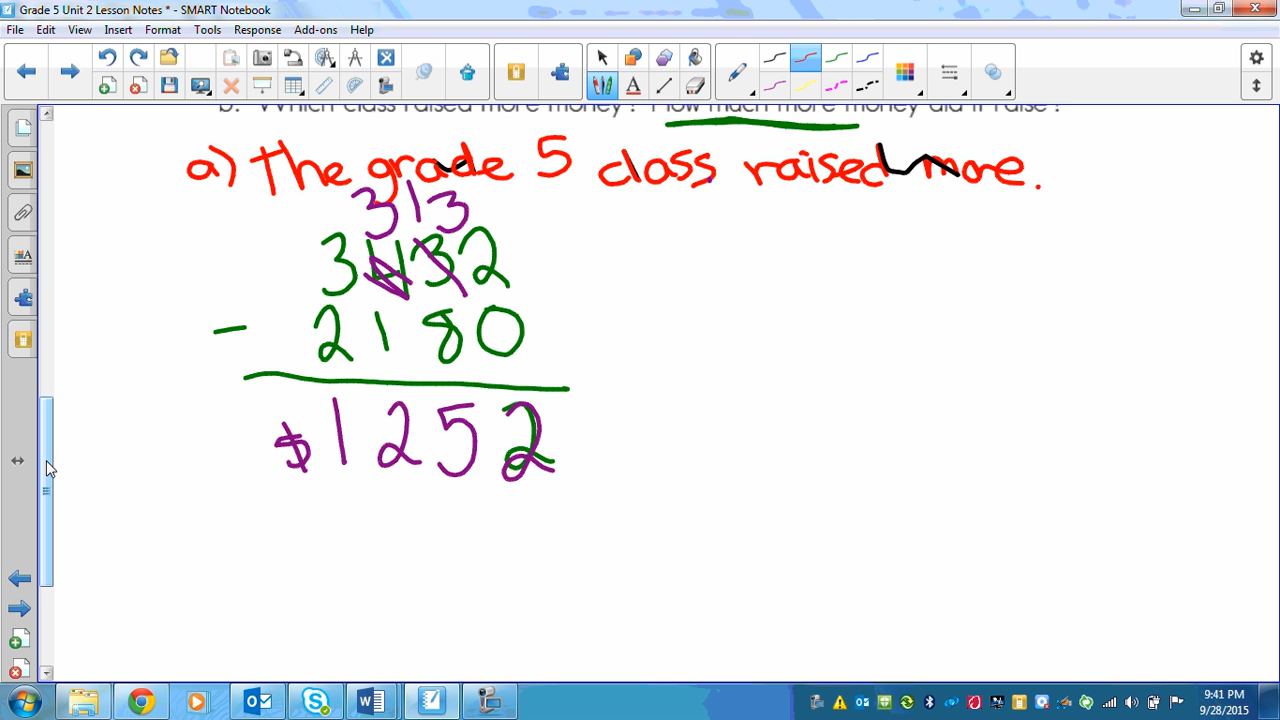 Grade 5 Unit 2 Lesson Notes * - SMART Notebook
File Edit View Insert Format Tools Response Add-ons Help
b. Which class raised more money? How much more money did it raise?
a) The grade 5 class raised more.
3 13
3432
- 2180
$1252
9:41 PM
9/28/2015